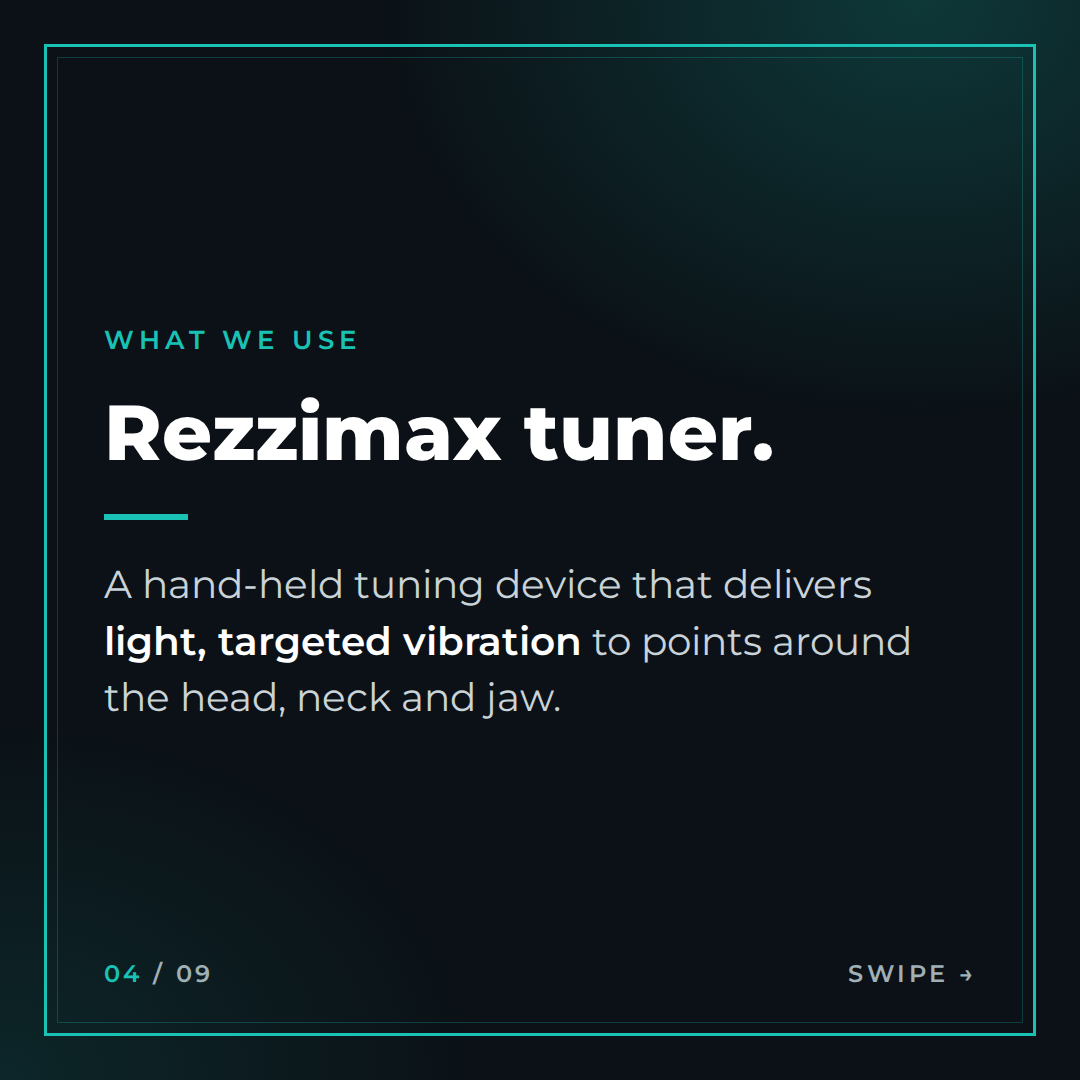 WHAT WE USE
Rezzimax tuner.
A hand-held tuning device that delivers
light, targeted vibration to points around
the head, neck and jaw.
04 / 09
SWIPE →